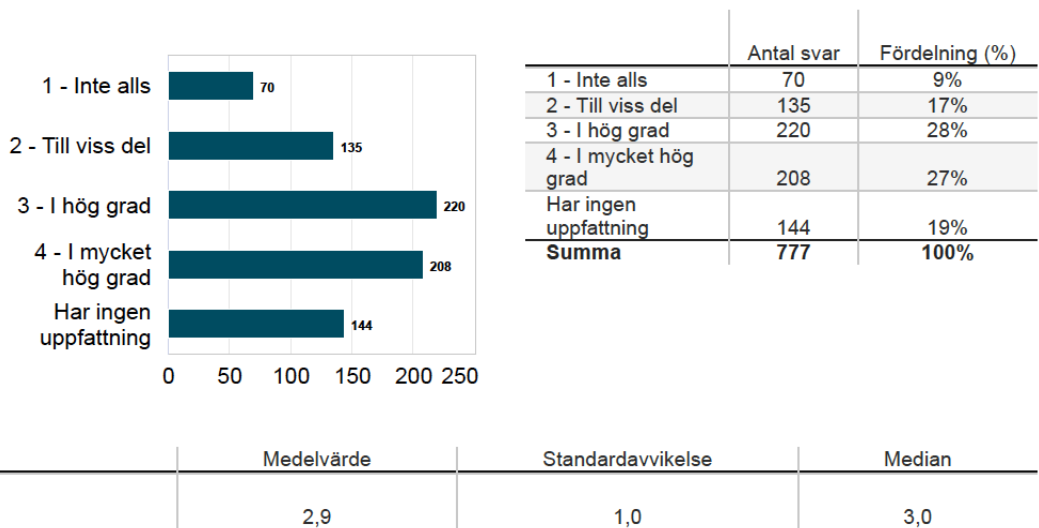 1 - Inte alls 70
2 - Till viss del 135
3 - I hög grad 220
4 - I mycket
hög grad 208
Har ingen
uppfattning 144
0 50 100 150 200 250
Antal svar Fördelning (%)
1 - Inte alls 70 9%
2 - Till viss del 135 17%
3 - I hög grad 220 28%
4 - I mycket hög
grad 208 27%
Har ingen
uppfattning 144 19%
Summa 777 100%
Medelvärde Standardavvikelse Median
2,9 1,0 3,0